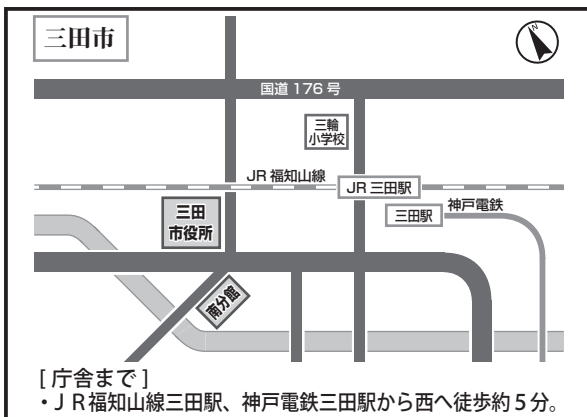 三田市
N
国道 176 号
三輪
小学校
JR 福知山線
JR 三田駅
三田
市役所
三田駅
神戸電鉄
南分館
[ 庁舎まで ]
・ＪＲ福知山線三田駅、神戸電鉄三田駅から西へ徒歩約 5 分。